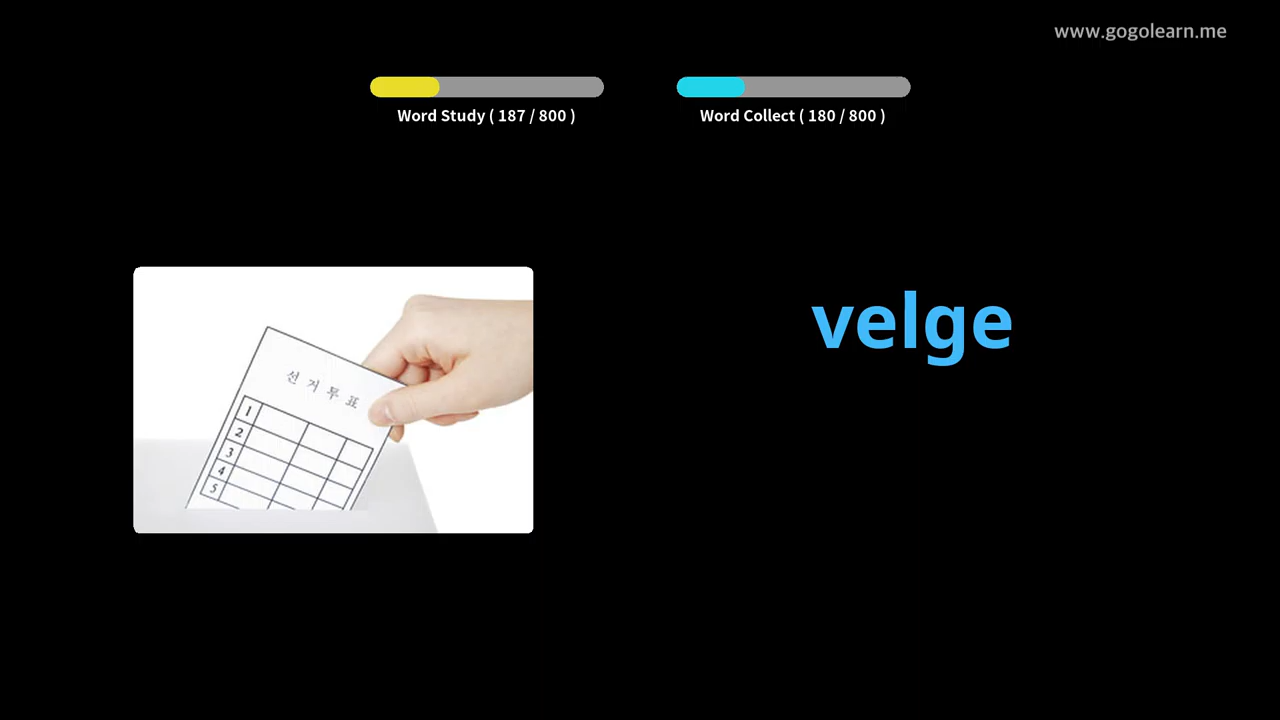 www.gogolearn.me
Word Study ( 187 / 800 )
Word Collect ( 180 / 800 )
velge
선거투표
1
2
3
4
5